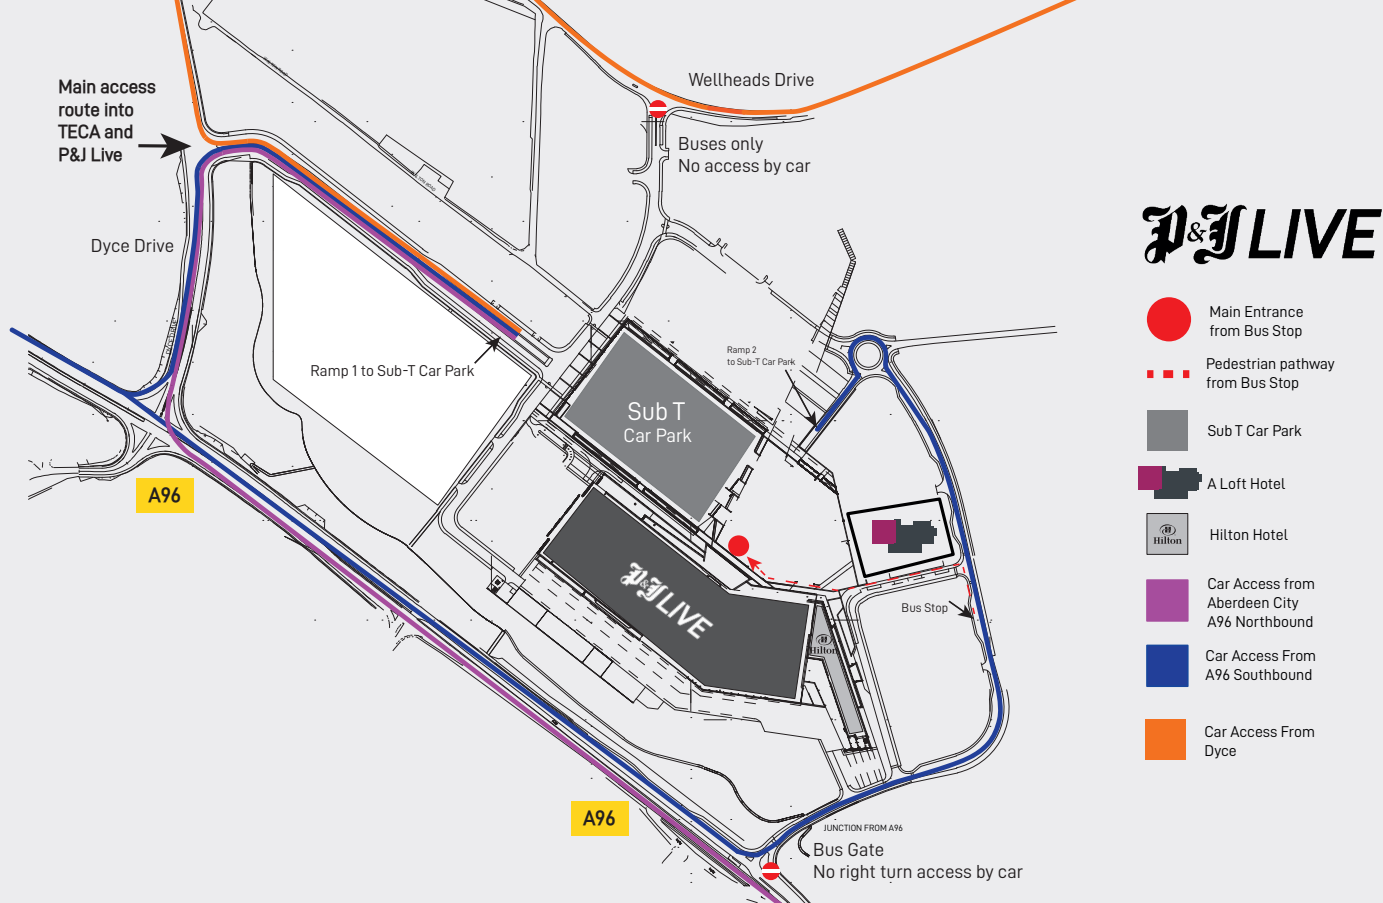 Main access
route into
TECA and
P&J Live
Wellheads Drive
Buses only
No access by car
Dyce Drive
Ramp 1 to Sub-T Car Park
Ramp 2
to Sub-T Car Park
Sub T
Car Park
A96
P&J LIVE
Hilton
Bus Stop
A96
JUNCTION FROM A96
Bus Gate
No right turn access by car
P&J LIVE
Main Entrance
from Bus Stop
Pedestrian pathway
from Bus Stop
Sub T Car Park
A Loft Hotel
Hilton
Hilton Hotel
Car Access from
Aberdeen City
A96 Northbound
Car Access From
A96 Southbound
Car Access From
Dyce